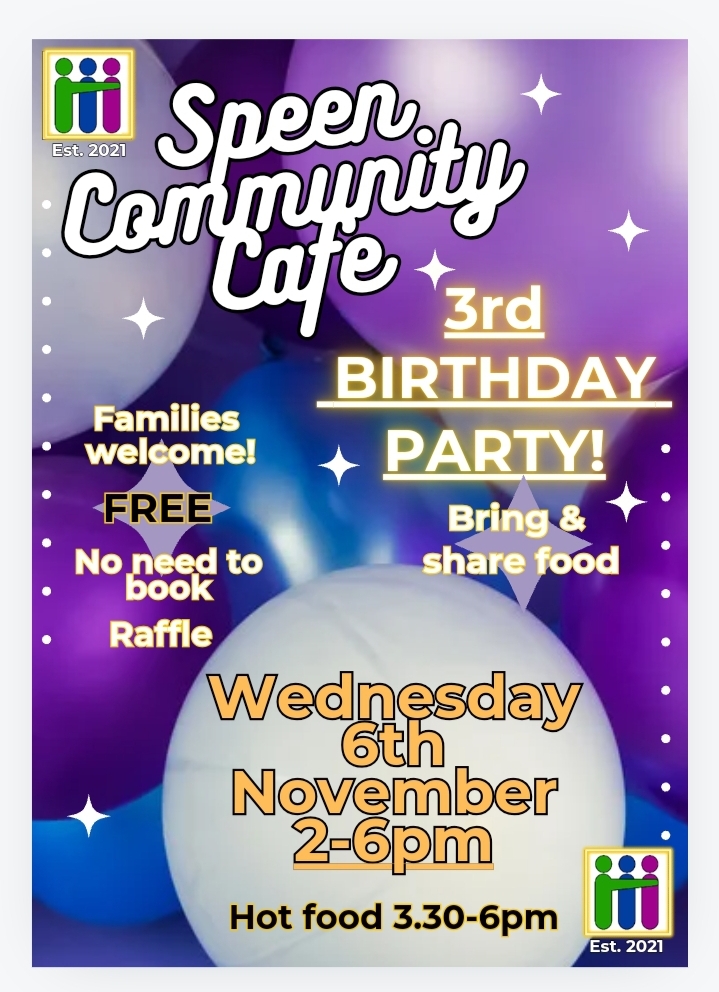 Est. 2021
Speen
Community
Cafe
3rd
BIRTHDAY
PARTY!
Families
welcome!
FREE
No need to
book
Raffle
Bring &
share food
Wednesday
6th
November
2-6pm
Hot food 3.30-6pm
Est. 2021